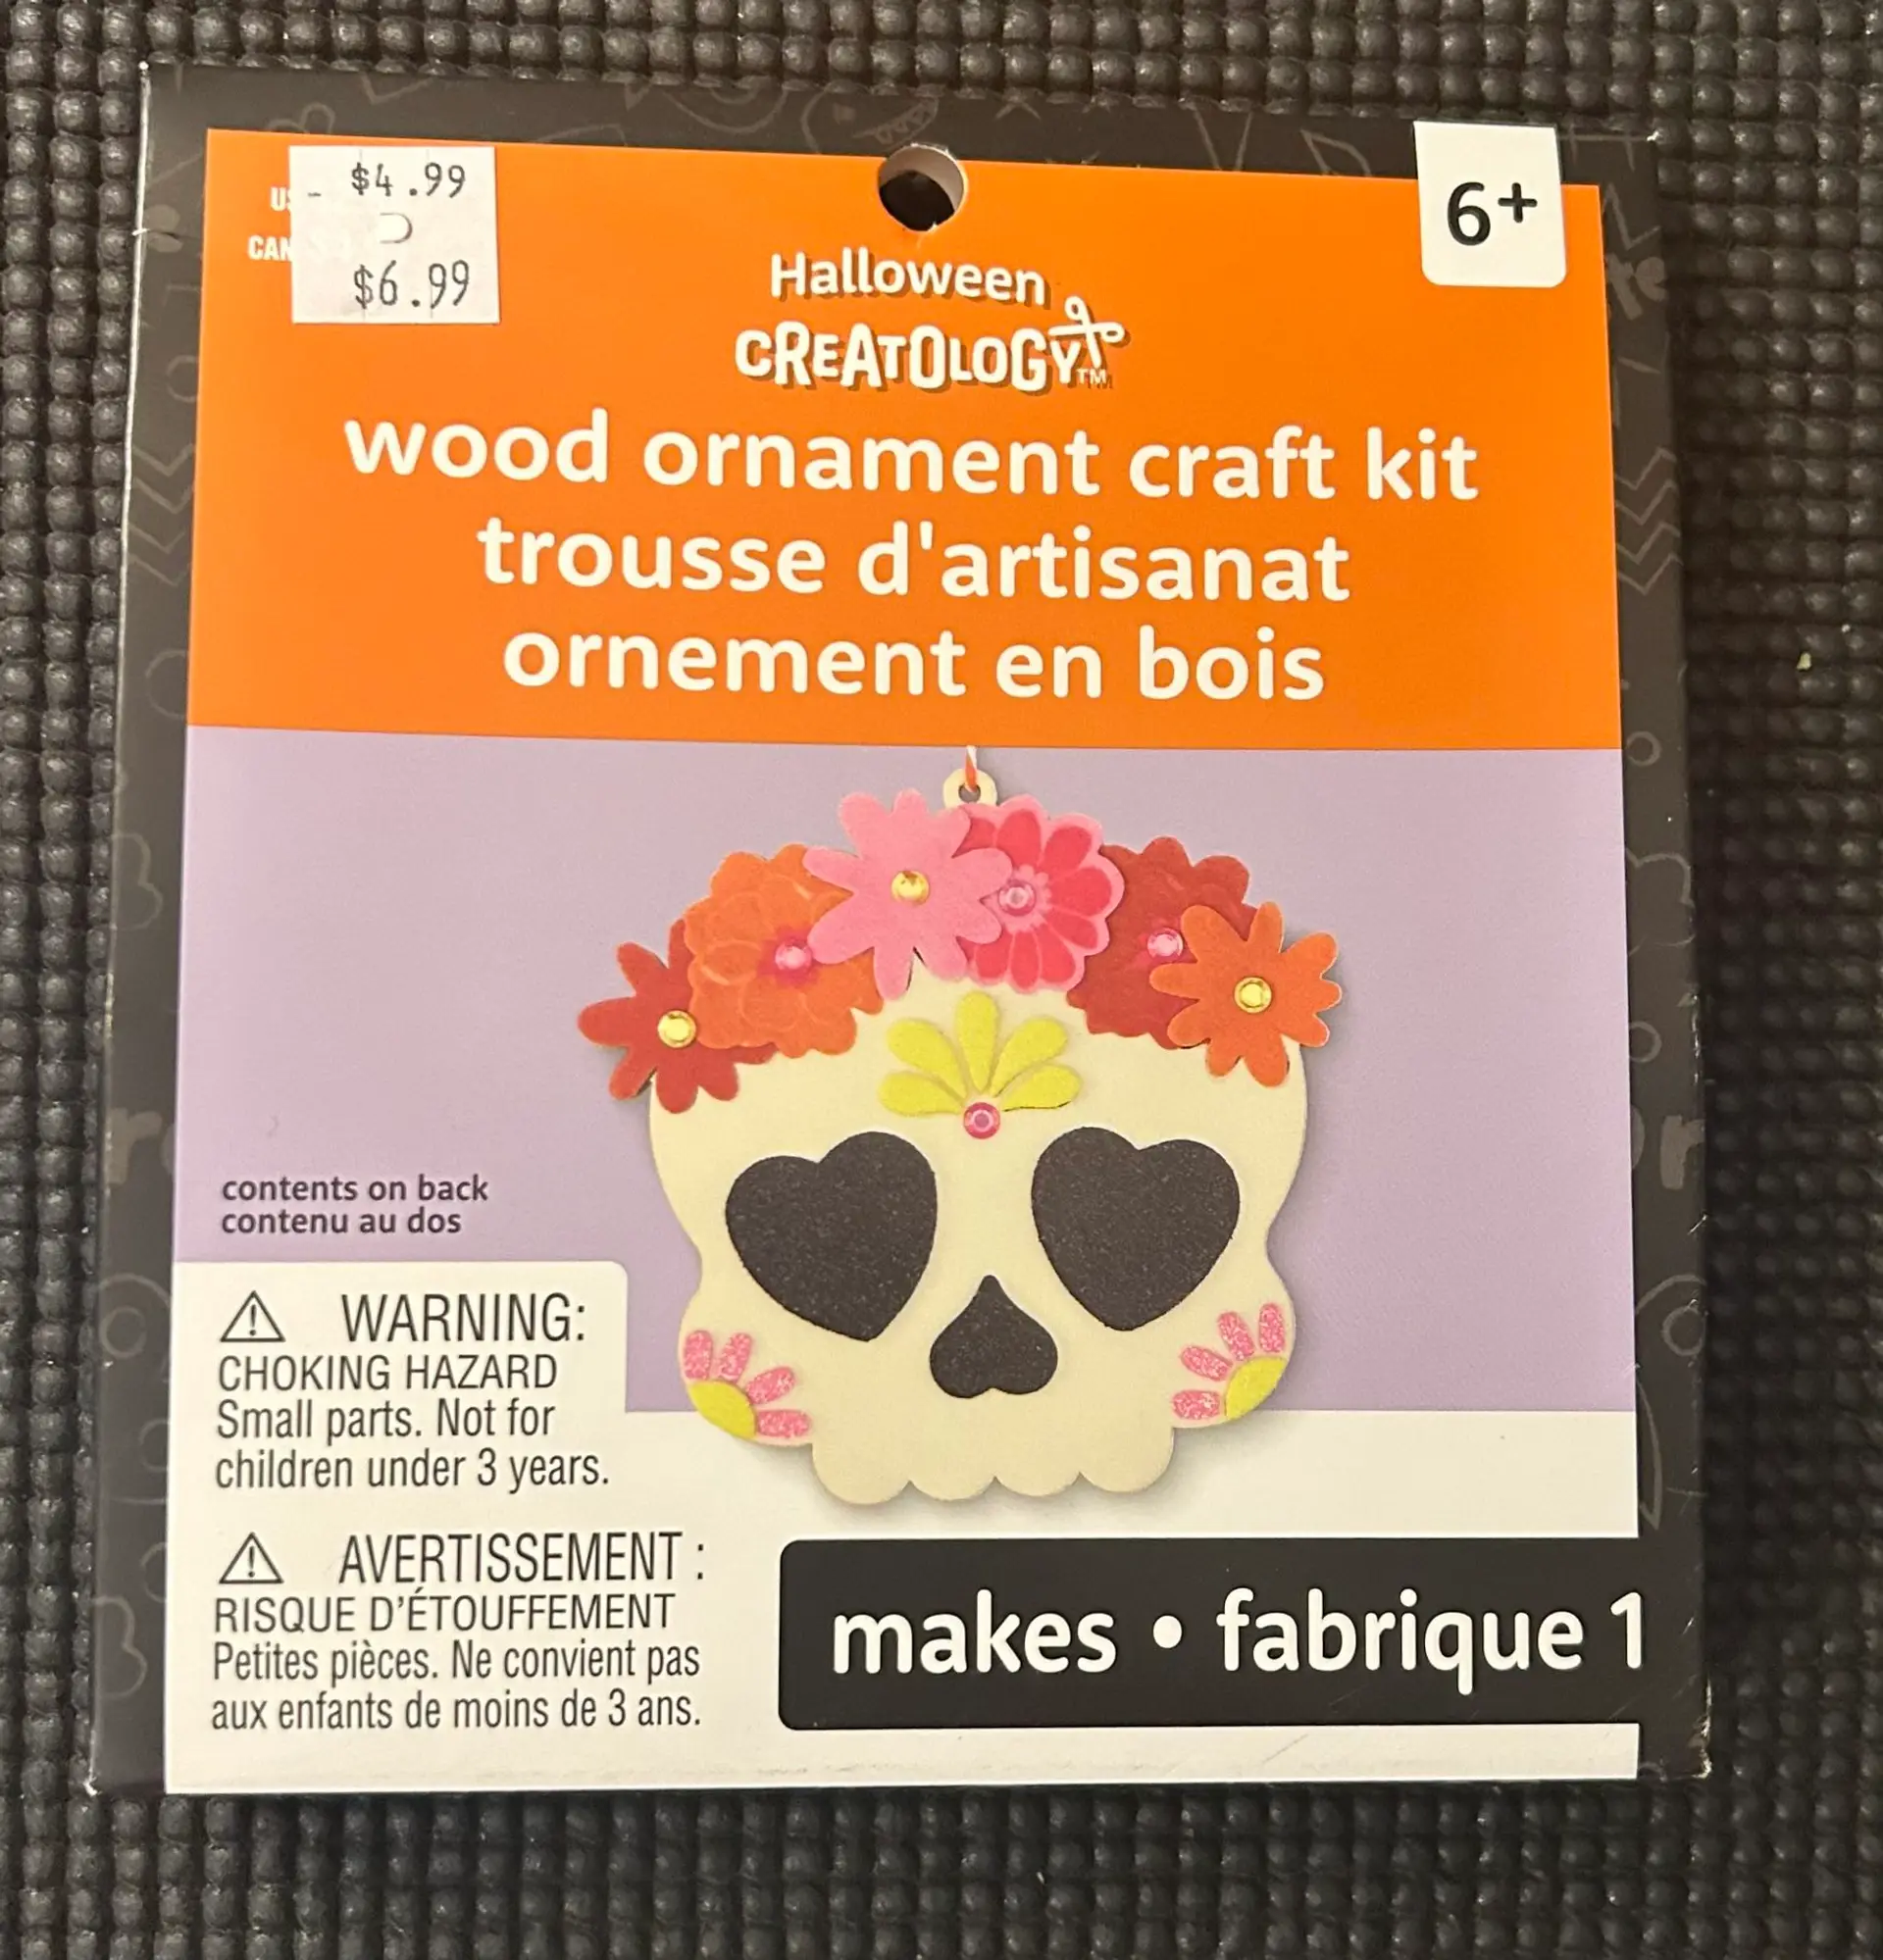 $4.99
CAN
$6.99
6+
Halloween
CREATOLOGY™
wood ornament craft kit
trousse d'artisanat
ornement en bois
contents on back
contenu au dos
⚠ WARNING:
CHOKING HAZARD
Small parts. Not for
children under 3 years.
⚠ AVERTISSEMENT :
RISQUE D'ÉTOUFFEMENT
Petites pièces. Ne convient pas
aux enfants de moins de 3 ans.
makes • fabrique 1